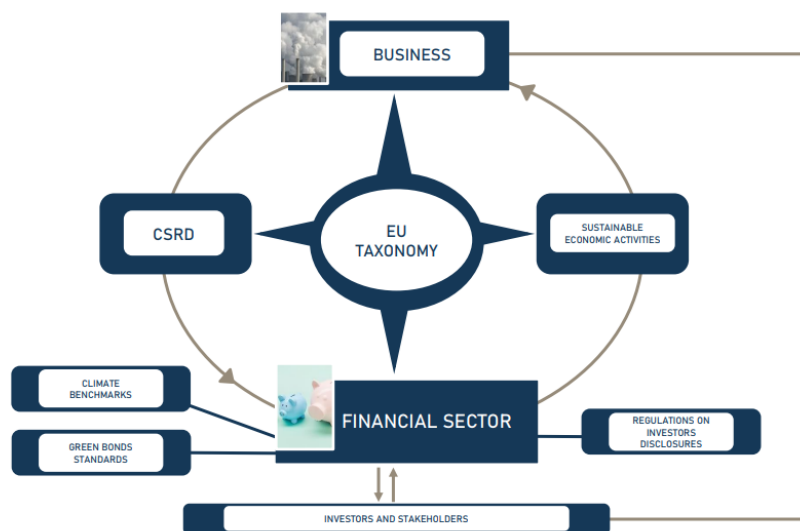 BUSINESS
CSRD
EU
TAXONOMY
SUSTAINABLE
ECONOMIC ACTIVITIES
CLIMATE
BENCHMARKS
FINANCIAL SECTOR
REGULATIONS ON
INVESTORS
DISCLOSURES
GREEN BONDS
STANDARDS
INVESTORS AND STAKEHOLDERS